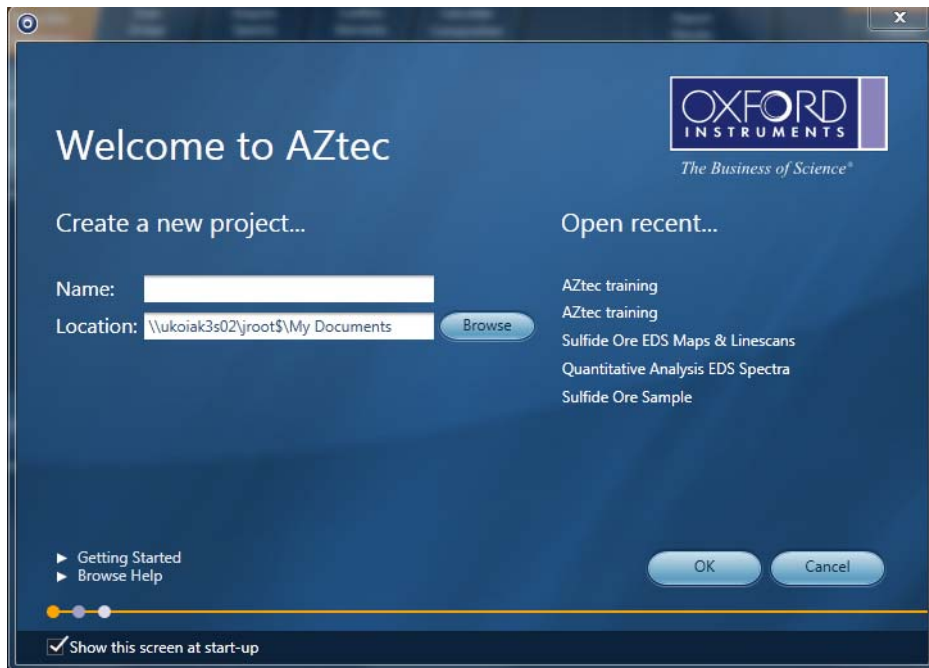 X
OXFORD
INSTRUMENTS
The Business of Science®
Welcome to AZtec
Create a new project...
Name:
Location: \\ukoiak3s02\jroot$\My Documents Browse
Open recent...
AZtec training
AZtec training
Sulfide Ore EDS Maps & Linescans
Quantitative Analysis EDS Spectra
Sulfide Ore Sample
Getting Started
Browse Help
OK Cancel
Show this screen at start-up